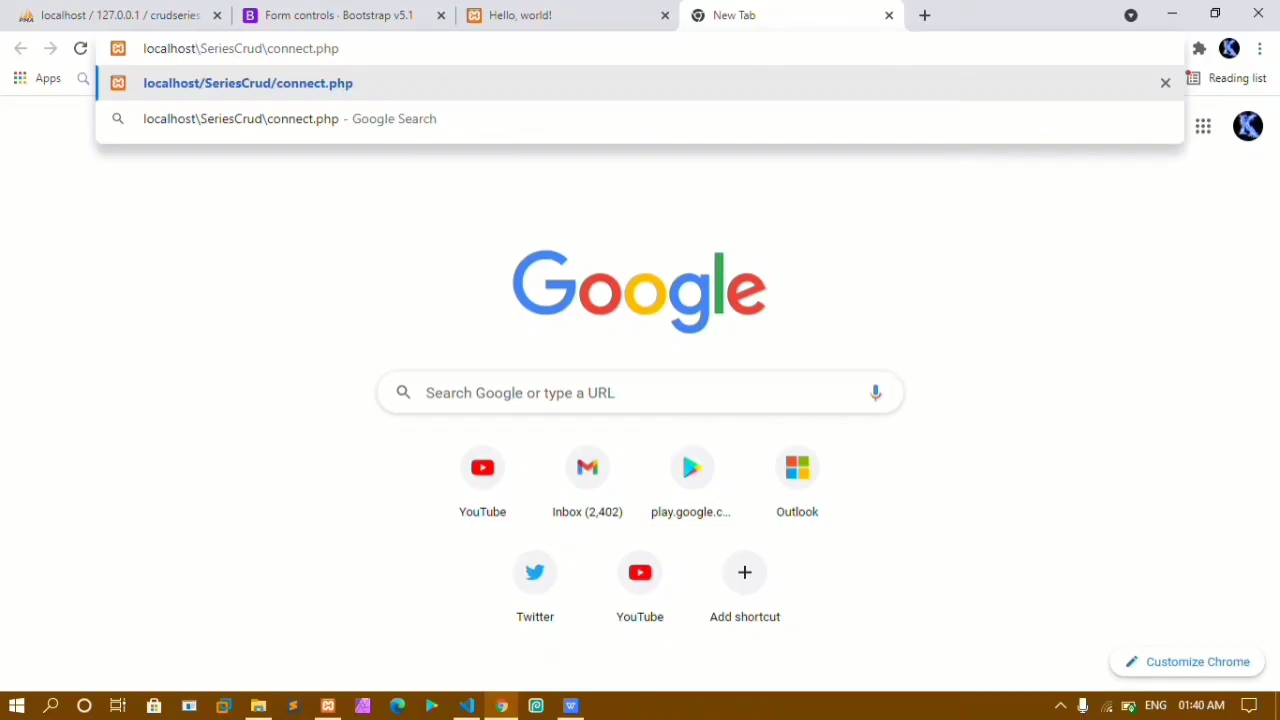 localhost / 127.0.0.1 / crudseries
Form controls · Bootstrap v5.1
Hello, world!
New Tab
localhost\SeriesCrud\connect.php
Apps
localhost/SeriesCrud/connect.php
Reading list
localhost\SeriesCrud\connect.php - Google Search
Google
Search Google or type a URL
YouTube
Inbox (2,402)
play.google.c...
Outlook
Twitter
YouTube
Add shortcut
Customize Chrome
ENG
01:40 AM